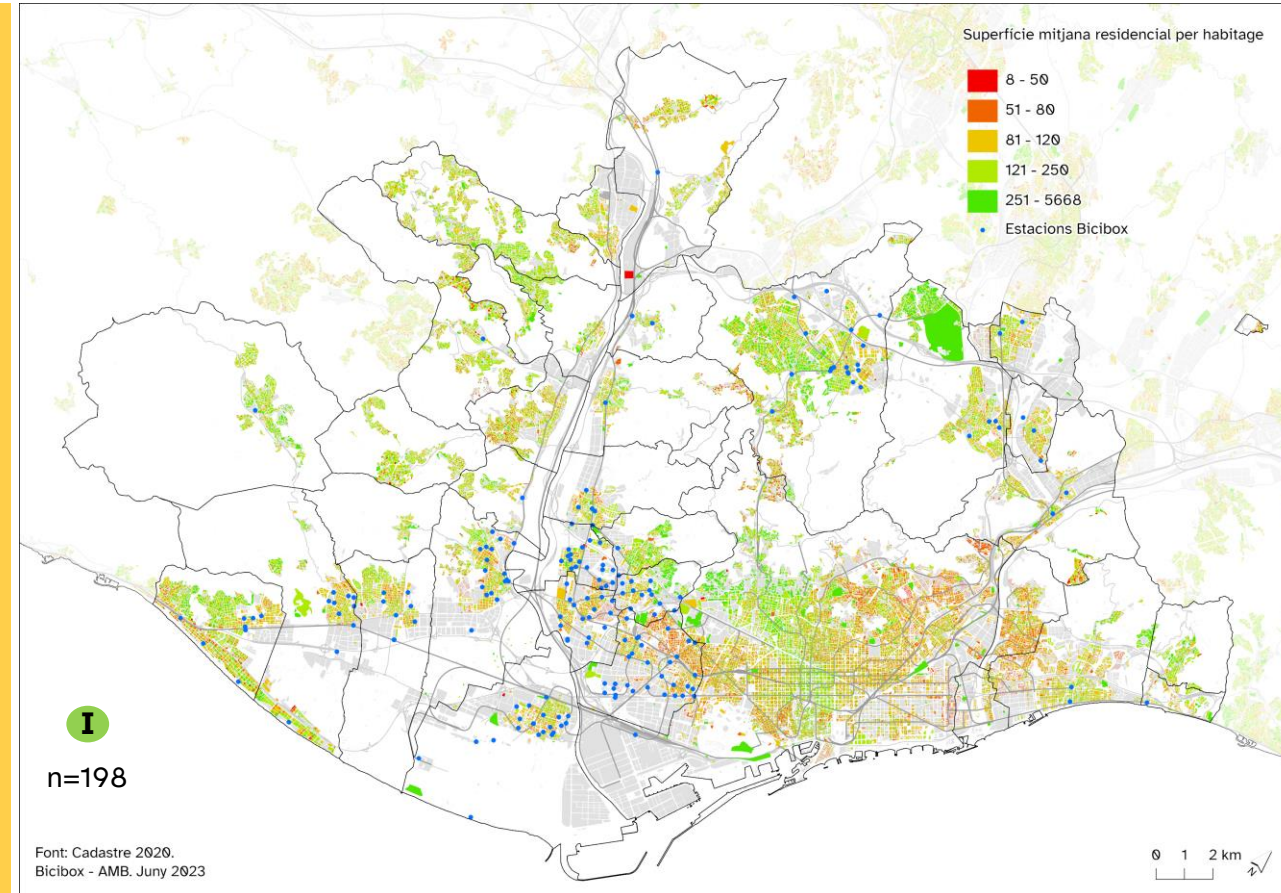 Superfície mitjana residencial per habitage
8 - 50
51 - 80
81 - 120
121 - 250
251 - 5668
Estacions Bicibox
I
n=198
Font: Cadastre 2020.
Bicibox - AMB. Juny 2023
0 1 2 km
N